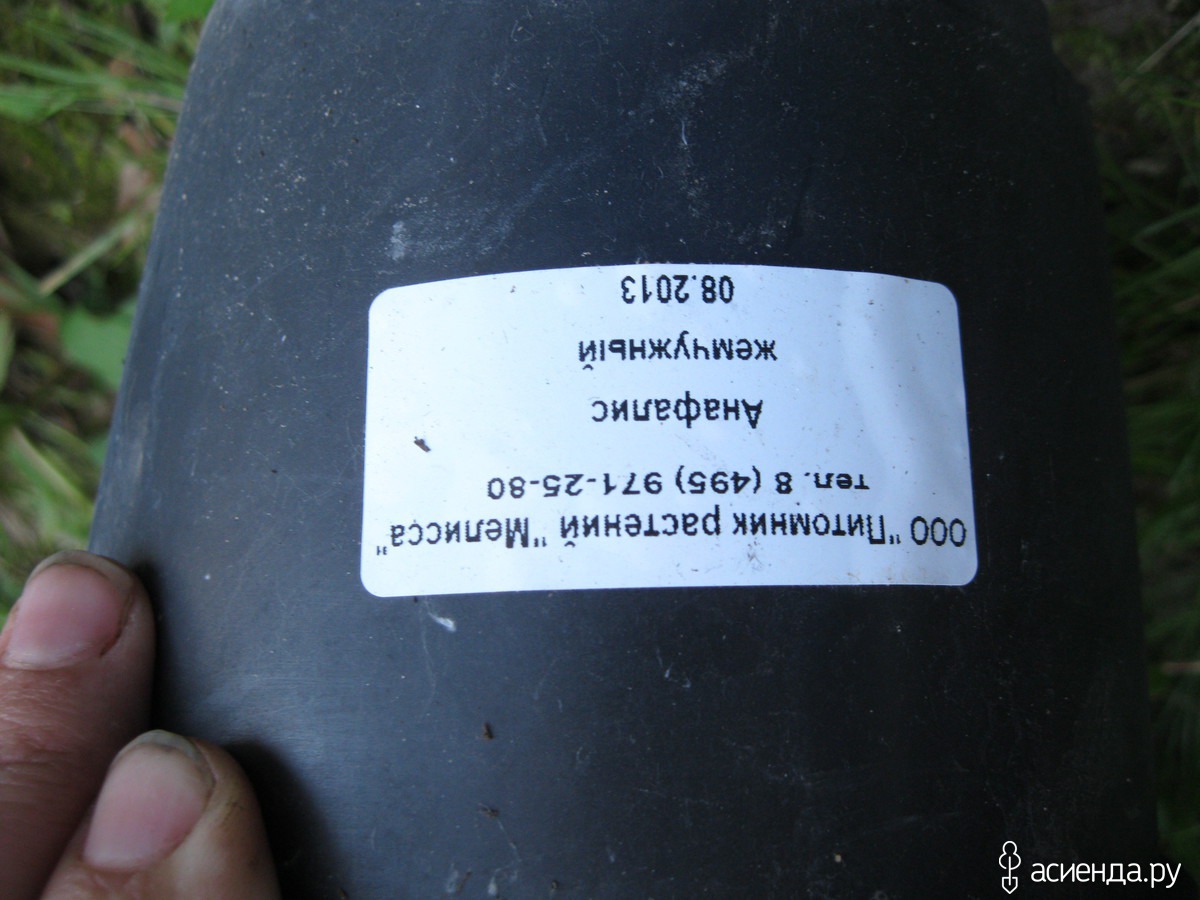 ООО "Питомник растений "Мелисса"
тел. 8 (495) 971-25-80
Анафалис
жемчужный
08.2013
асиенда.ру